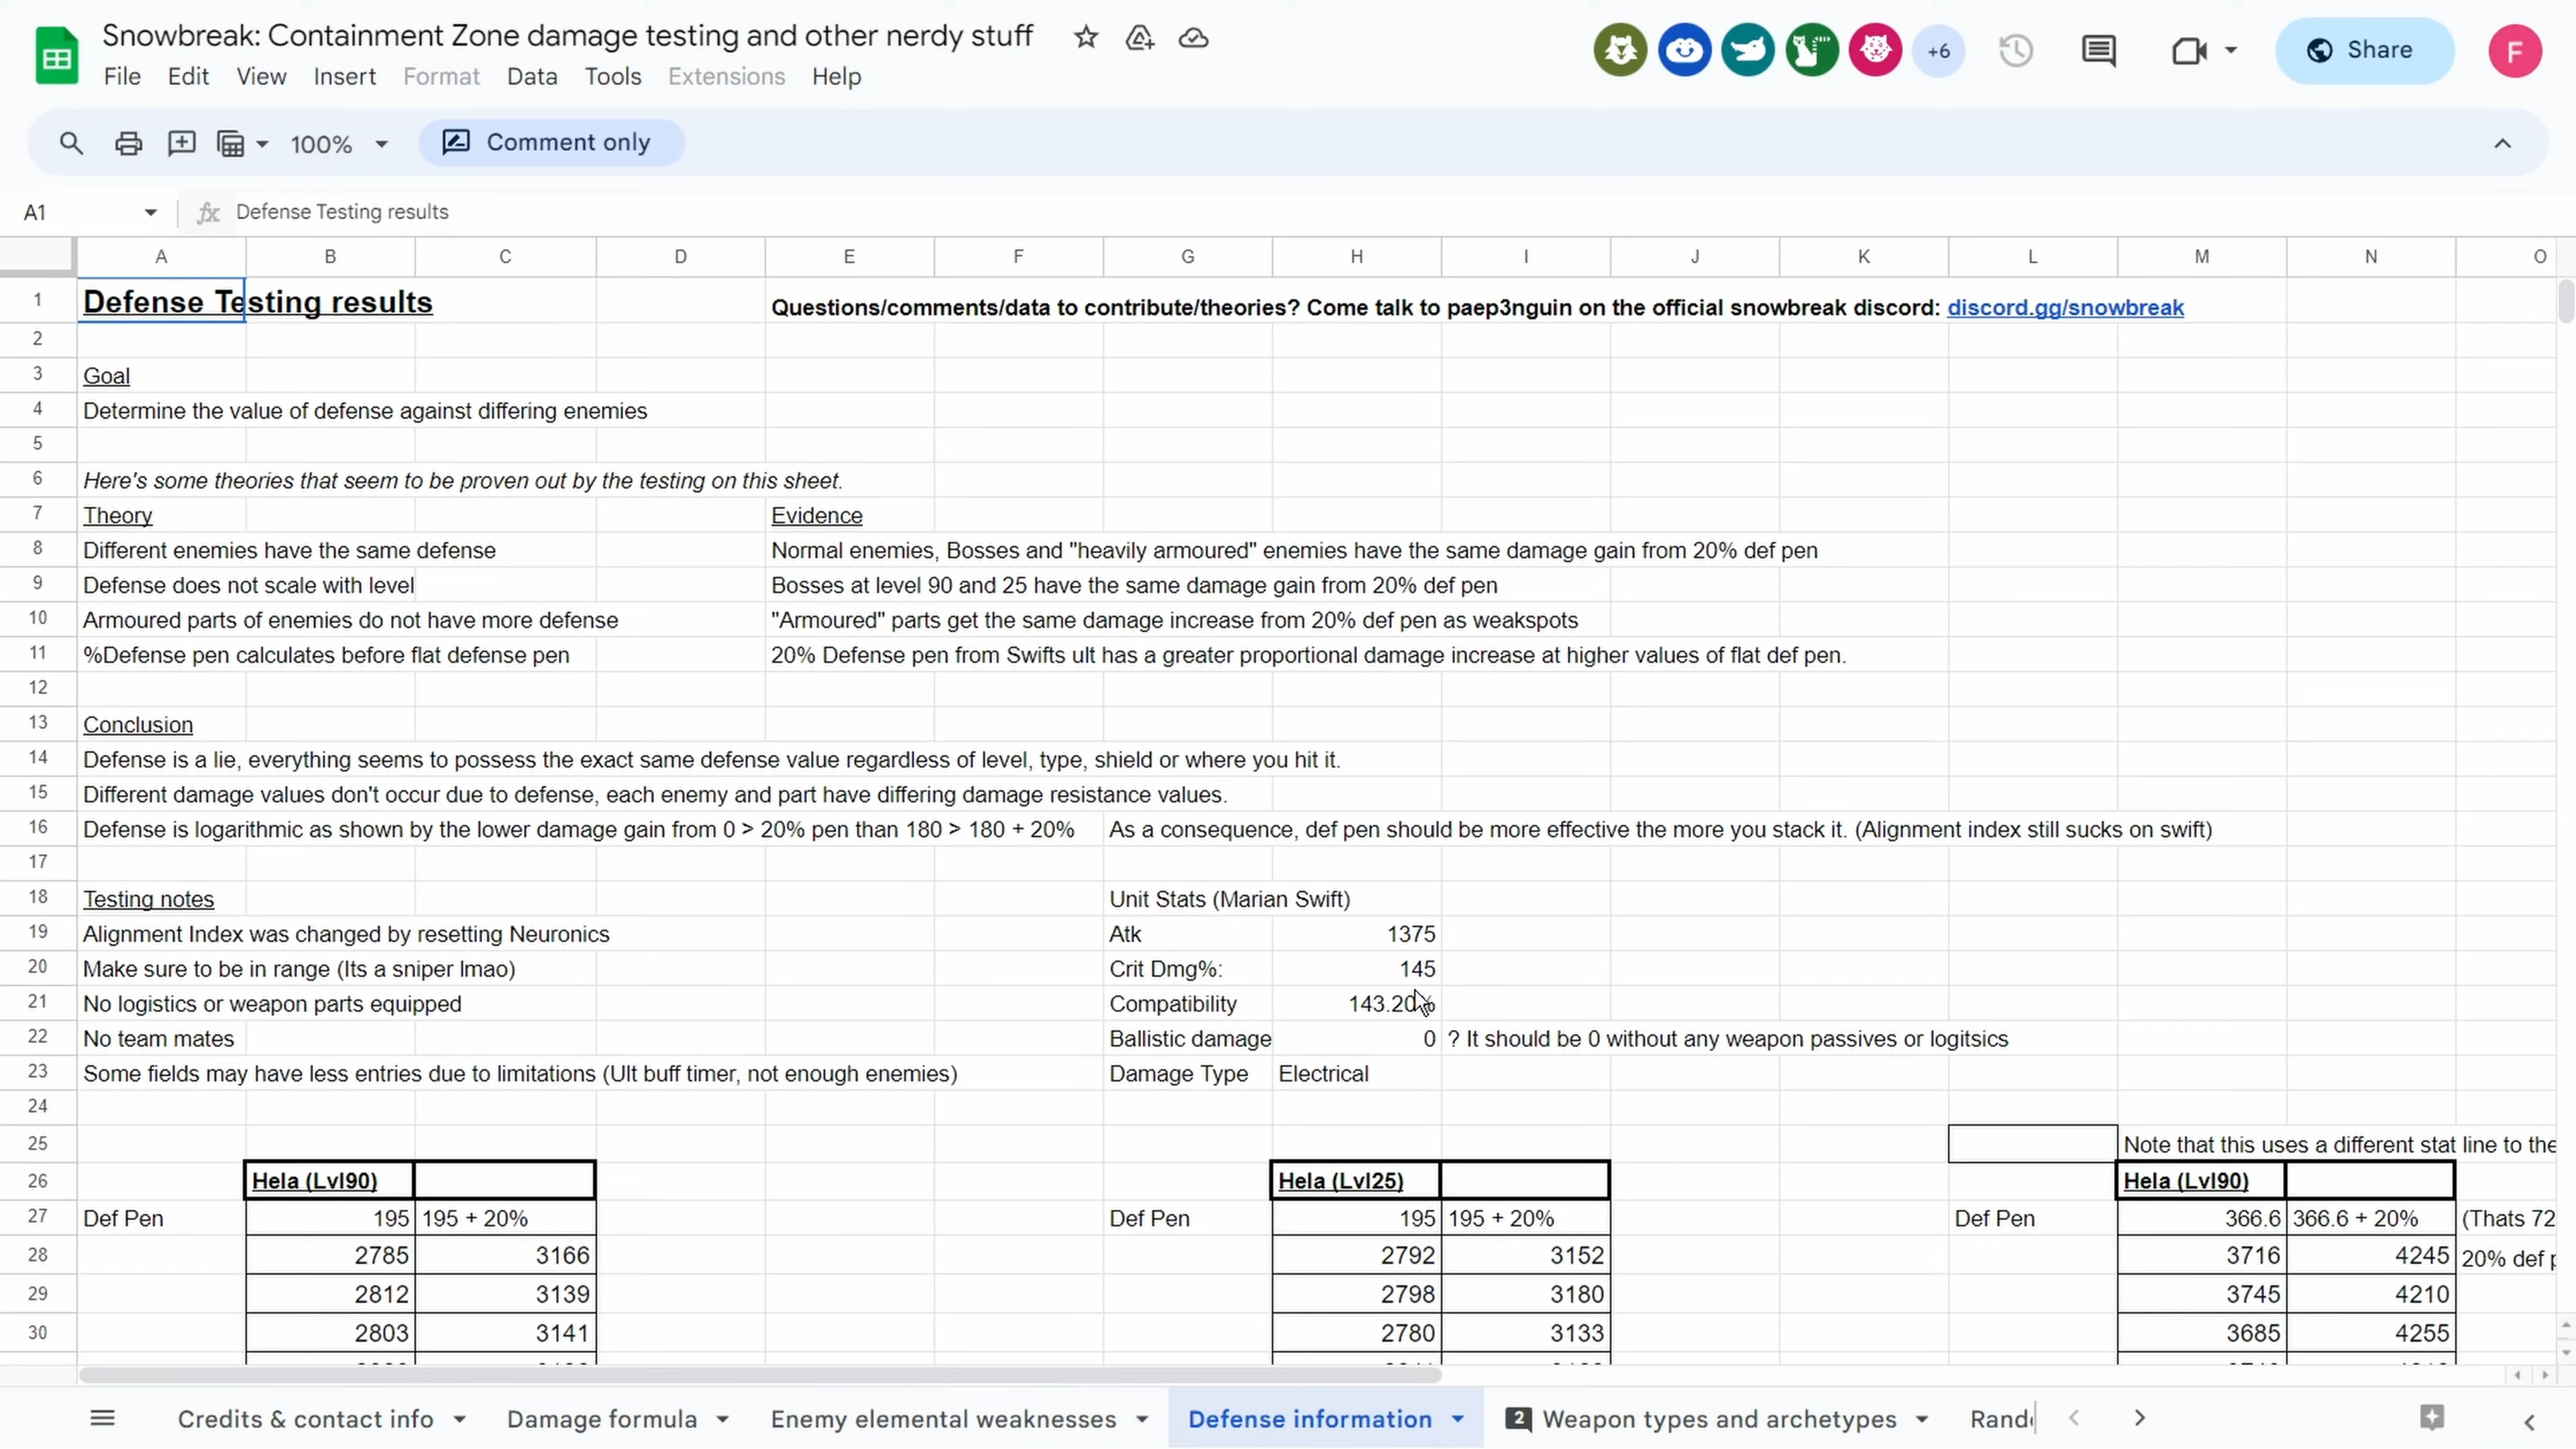 Snowbreak: Containment Zone damage testing and other nerdy stuff
+6
Share
F
File Edit View Insert Format Data Tools Extensions Help
100%
Comment only
A1
fx Defense Testing results
A B C D E F G H I J K L M N O
1 Defense Testing results Questions/comments/data to contribute/theories? Come talk to paep3nguin on the official snowbreak discord: discord.gg/snowbreak
2
3 Goal
4 Determine the value of defense against differing enemies
5
6 Here's some theories that seem to be proven out by the testing on this sheet.
7 Theory Evidence
8 Different enemies have the same defense Normal enemies, Bosses and "heavily armoured" enemies have the same damage gain from 20% def pen
9 Defense does not scale with level Bosses at level 90 and 25 have the same damage gain from 20% def pen
10 Armoured parts of enemies do not have more defense "Armoured" parts get the same damage increase from 20% def pen as weakspots
11 %Defense pen calculates before flat defense pen 20% Defense pen from Swifts ult has a greater proportional damage increase at higher values of flat def pen.
12
13 Conclusion
14 Defense is a lie, everything seems to possess the exact same defense value regardless of level, type, shield or where you hit it.
15 Different damage values don't occur due to defense, each enemy and part have differing damage resistance values.
16 Defense is logarithmic as shown by the lower damage gain from 0 > 20% pen than 180 > 180 + 20% As a consequence, def pen should be more effective the more you stack it. (Alignment index still sucks on swift)
17
18 Testing notes Unit Stats (Marian Swift)
19 Alignment Index was changed by resetting Neuronics Atk 1375
20 Make sure to be in range (Its a sniper lmao) Crit Dmg%: 145
21 No logistics or weapon parts equipped Compatibility 143.20%
22 No team mates Ballistic damage 0 ? It should be 0 without any weapon passives or logitsics
23 Some fields may have less entries due to limitations (Ult buff timer, not enough enemies) Damage Type Electrical
24
25 Note that this uses a different stat line to the
26 Hela (Lvl90) Hela (Lvl25) Hela (Lvl90)
27 Def Pen 195 195 + 20% Def Pen 195 195 + 20% Def Pen 366.6 366.6 + 20% (Thats 72
28 2785 3166 2792 3152 3716 4245 20% def
29 2812 3139 2798 3180 3745 4210
30 2803 3141 2780 3133 3685 4255
Credits & contact info Damage formula Enemy elemental weaknesses Defense information 2 Weapon types and archetypes Rand